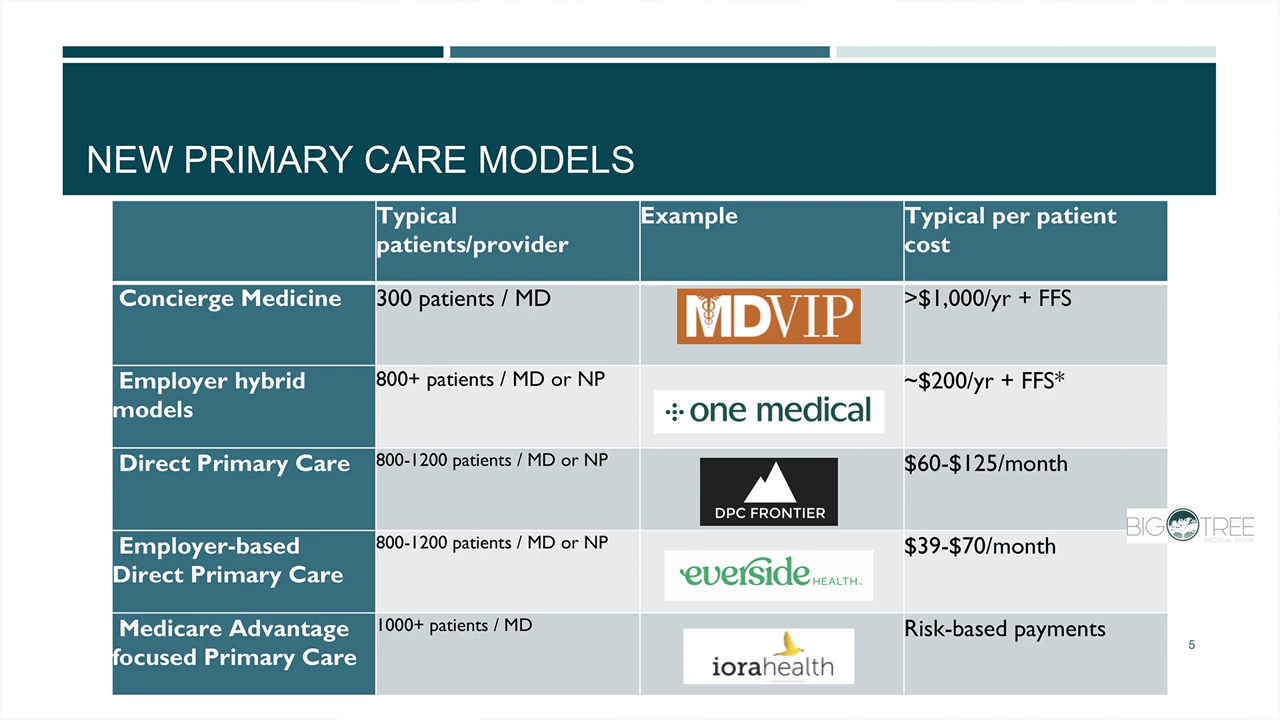 NEW PRIMARY CARE MODELS
Typical patients/provider
Example
Typical per patient cost
Concierge Medicine
300 patients / MD
MDVIP
>$1,000/yr + FFS
Employer hybrid models
800+ patients / MD or NP
one medical
~$200/yr + FFS*
Direct Primary Care
800-1200 patients / MD or NP
DPC FRONTIER
$60-$125/month
BIG TREE
MEDICAL HOME
Employer-based Direct Primary Care
800-1200 patients / MD or NP
everside HEALTH
$39-$70/month
Medicare Advantage focused Primary Care
1000+ patients / MD
iorahealth
Risk-based payments
5